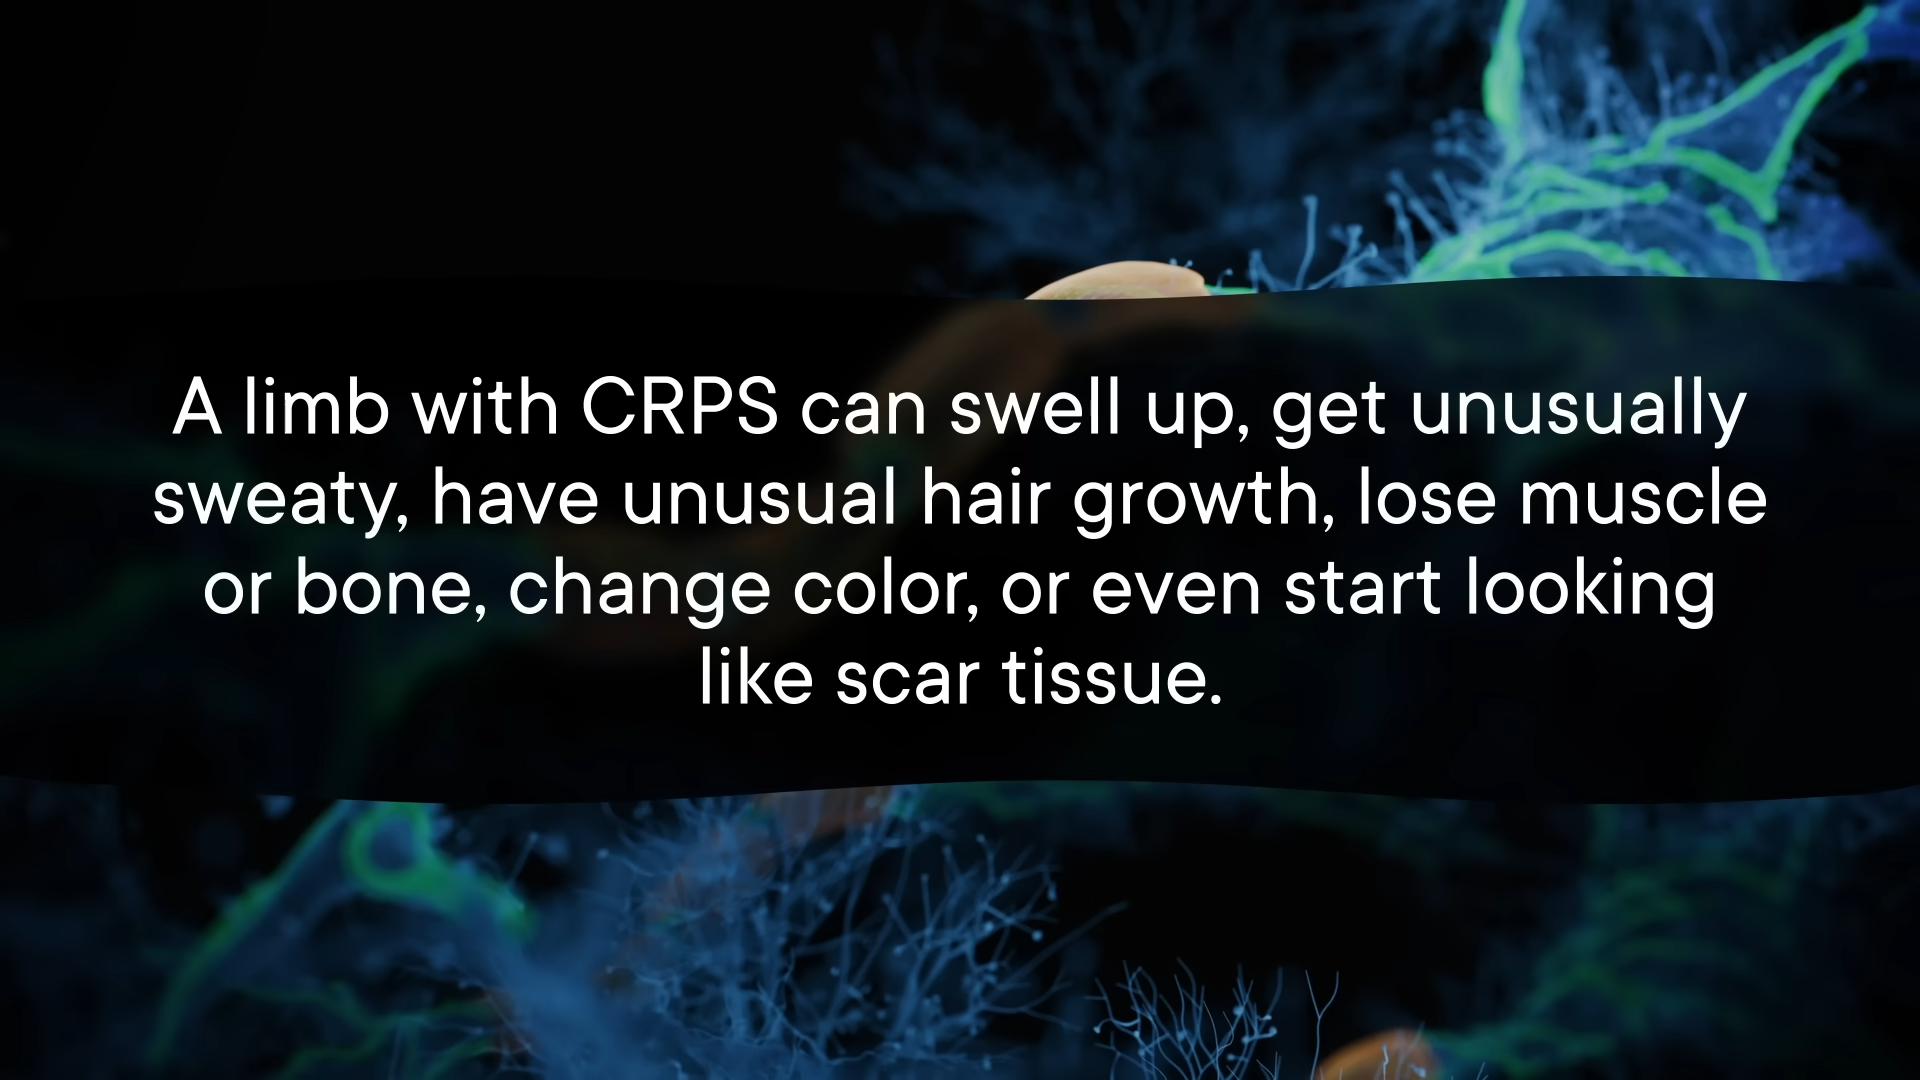 A limb with CRPS can swell up, get unusually
sweaty, have unusual hair growth, lose muscle
or bone, change color, or even start looking
like scar tissue.